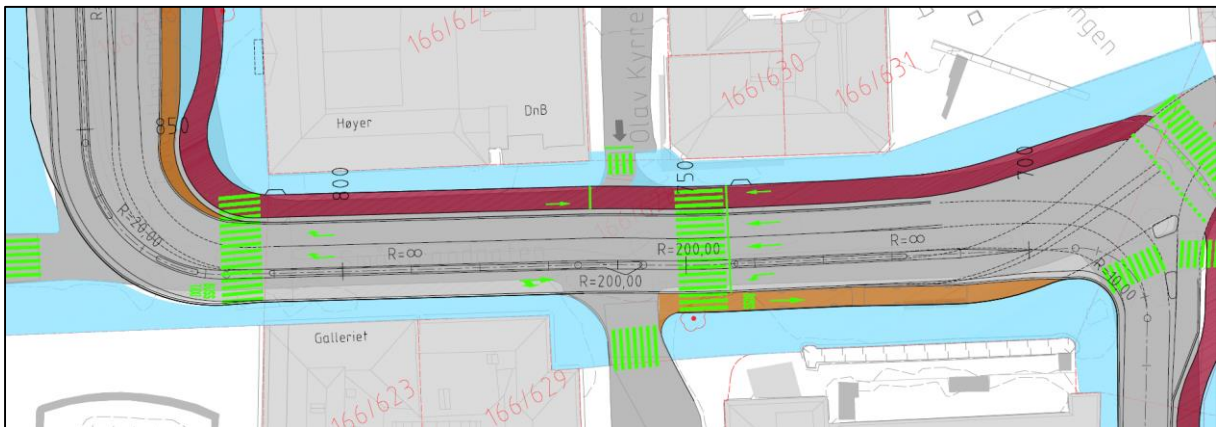 R
166/622
Olav Kyrre
ningen
166/630
166/631
DnB
Høyer
850
800
750
700
R=20,00
R=∞
R=200,00
R=∞
R=200,00
R=10,00
Galleriet
166/623
166/629